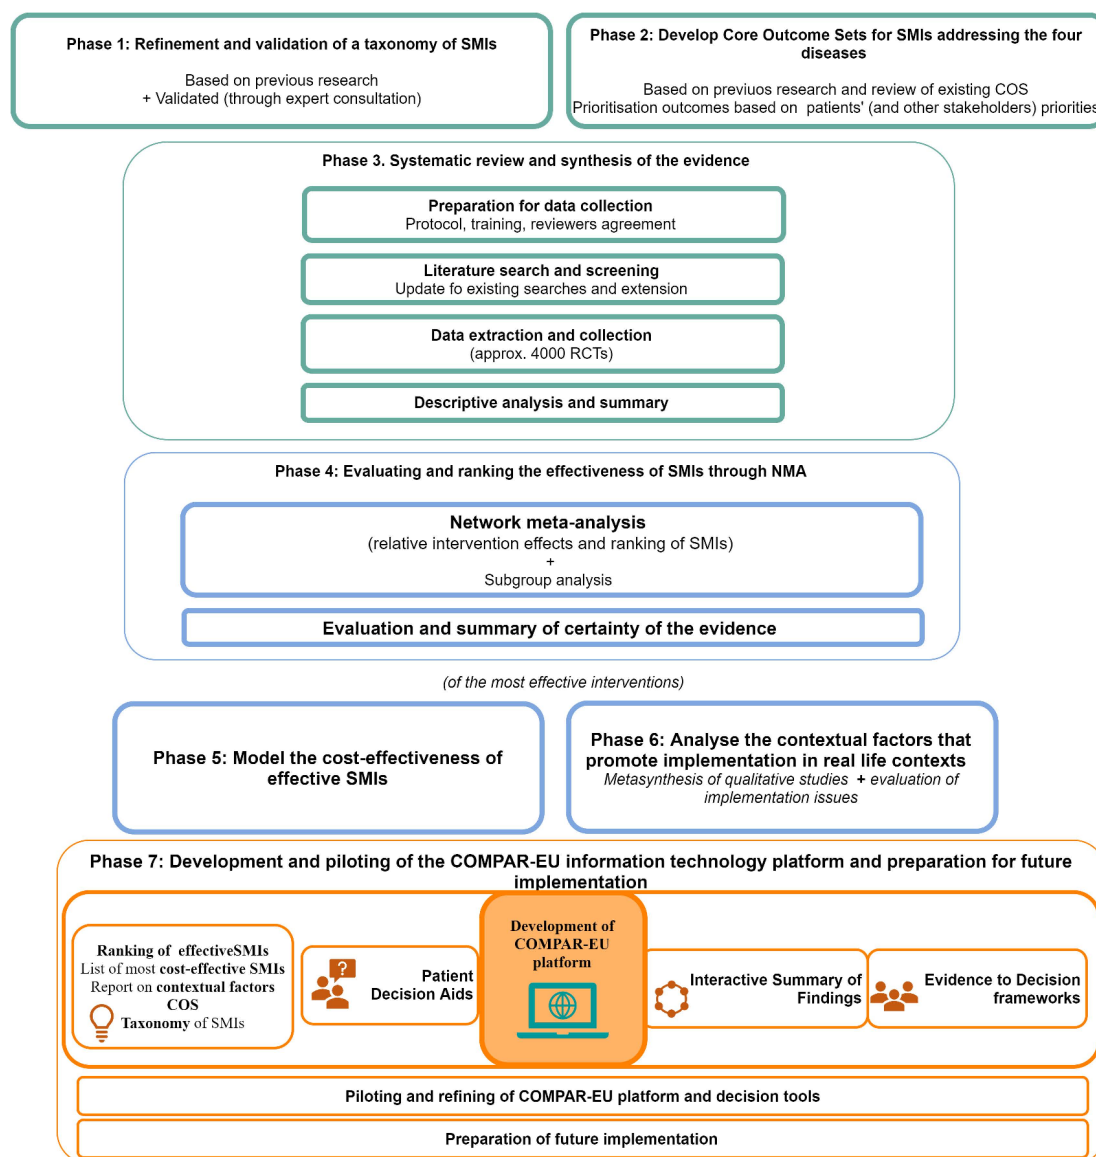 Phase 1: Refinement and validation of a taxonomy of SMIs
Based on previous research
+ Validated (through expert consultation)
Phase 2: Develop Core Outcome Sets for SMIs addressing the four
diseases
Based on previuos research and review of existing COS
Prioritisation outcomes based on patients' (and other stakeholders) priorities
Phase 3. Systematic review and synthesis of the evidence
Preparation for data collection
Protocol, training, reviewers agreement
Literature search and screening
Update fo existing searches and extension
Data extraction and collection
(approx. 4000 RCTs)
Descriptive analysis and summary
Phase 4: Evaluating and ranking the effectiveness of SMIs through NMA
Network meta-analysis
(relative intervention effects and ranking of SMIs)
+
Subgroup analysis
Evaluation and summary of certainty of the evidence
(of the most effective interventions)
Phase 5: Model the cost-effectiveness of
effective SMIs
Phase 6: Analyse the contextual factors that
promote implementation in real life contexts
Metasynthesis of qualitative studies + evaluation of
implementation issues
Phase 7: Development and piloting of the COMPAR-EU information technology platform and preparation for future
implementation
Ranking of effectiveSMIs
List of most cost-effective SMIs
Report on contextual factors
COS
Taxonomy of SMIs
?
Patient
Decision Aids
Development of
COMPAR-EU
platform
Interactive Summary of
Findings
Evidence to Decision
frameworks
Piloting and refining of COMPAR-EU platform and decision tools
Preparation of future implementation